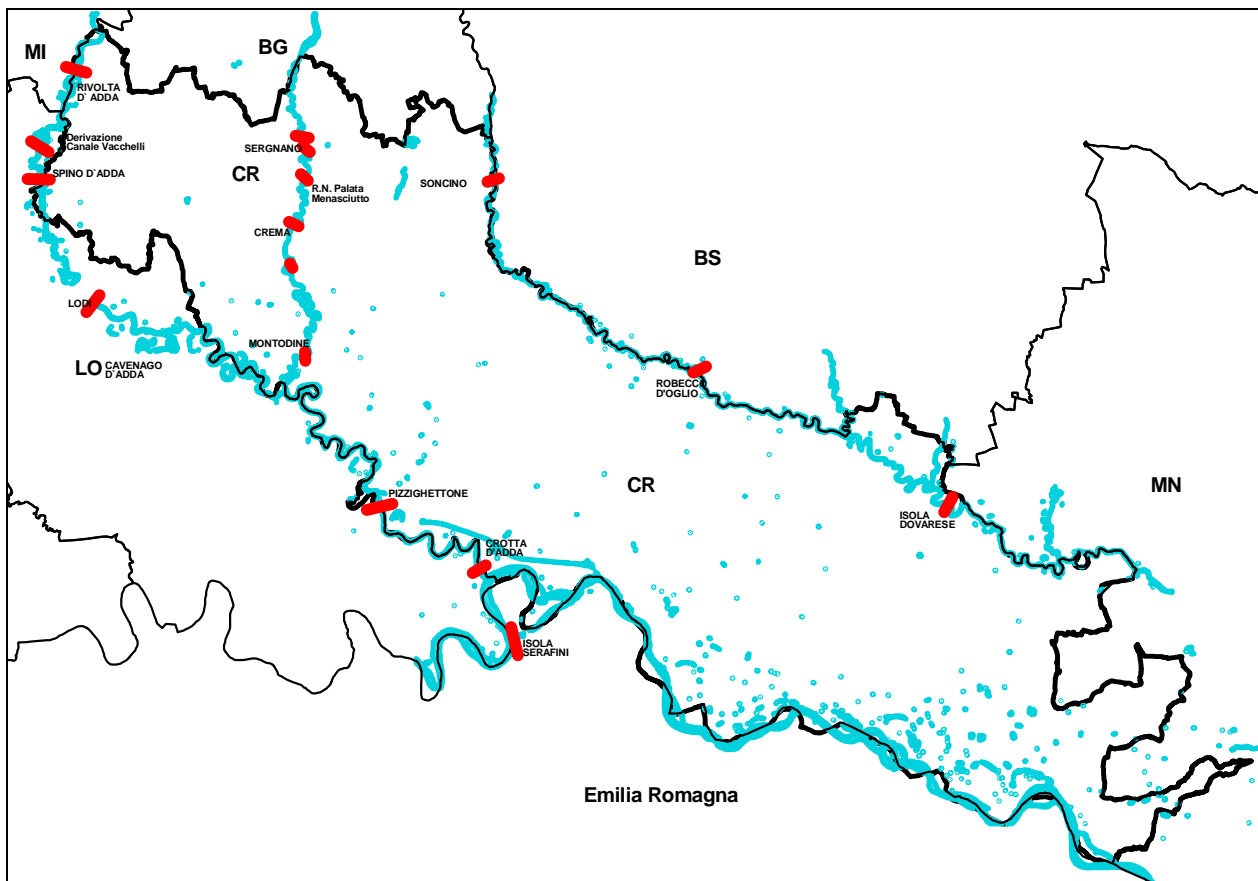 MI
BG
RIVOLTA
D` ADDA
Derivazione
Canale Vacchelli
SERGNANO
SPINO D`ADDA
CR
R.N. Palata
Menasciutto
SONCINO
CREMA
BS
LODI
MONTODINE
LO
CAVENAGO
D`ADDA
ROBECCO
D'OGLIO
PIZZIGHETTONE
CR
MN
ISOLA
DOVARESE
CROTTA
D'ADDA
ISOLA
SERAFINI
Emilia Romagna